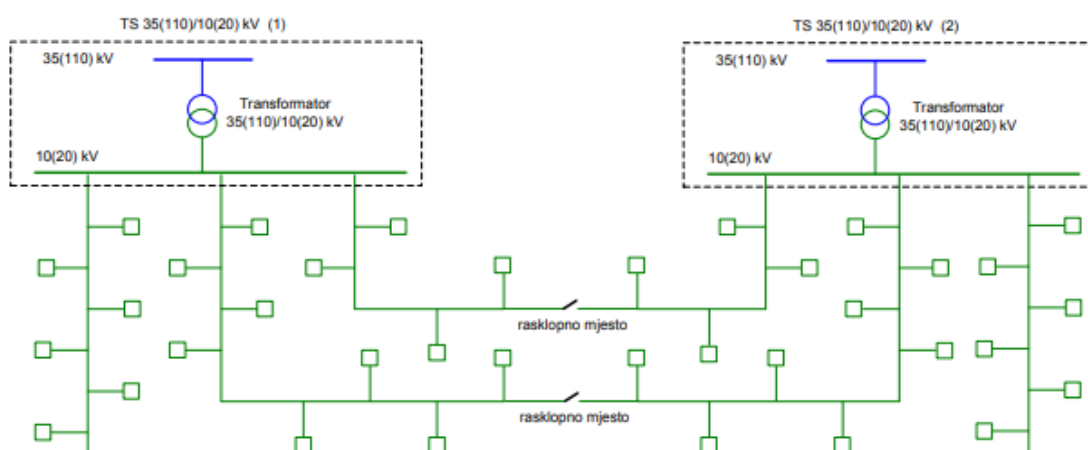 TS 35(110)/10(20) kV (1)
TS 35(110)/10(20) kV (2)
35(110) kV
35(110) kV
Transformator
35(110)/10(20) kV
Transformator
35(110)/10(20) kV
10(20) kV
10(20) kV
rasklopno mjesto
rasklopno mjesto